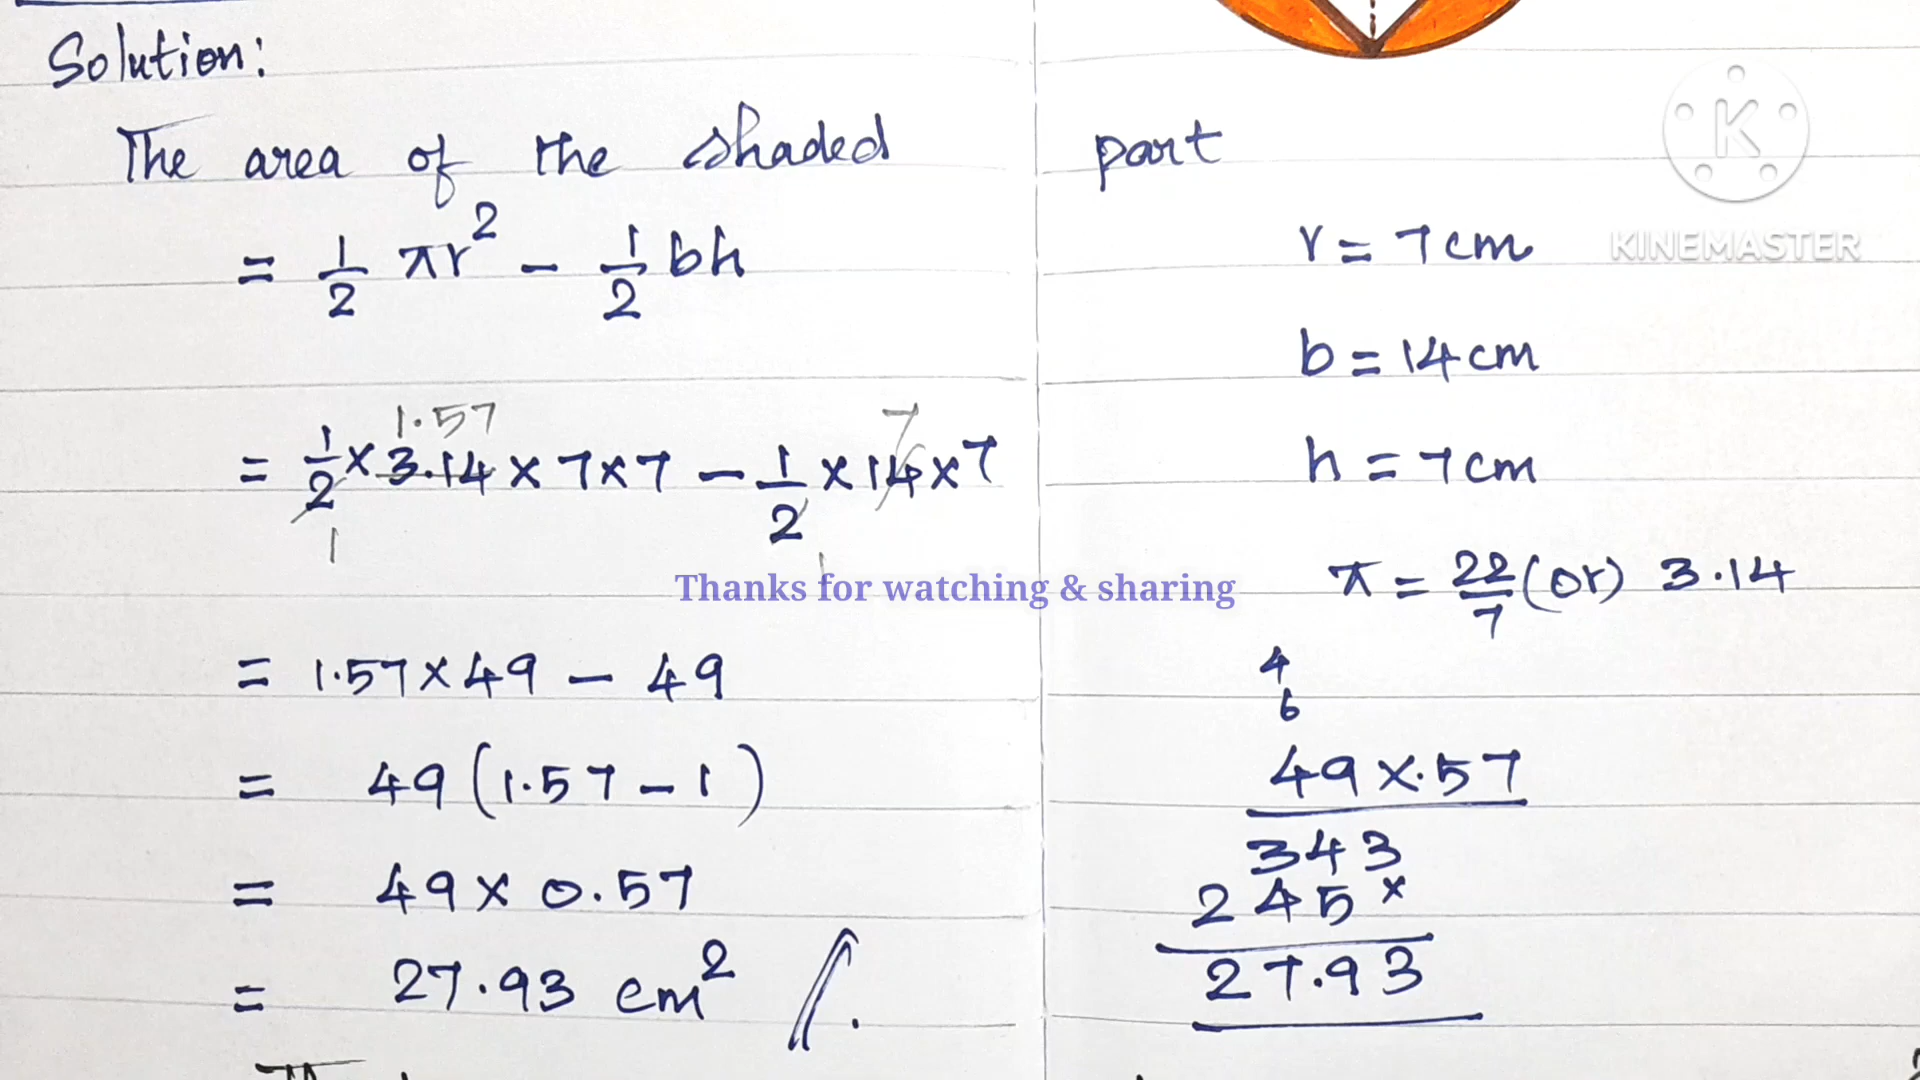 Solution:
The area of the shaded part
= 1/2 πr² - 1/2 bh
r = 7cm
KINEMASTER
b = 14cm
1.57 7
= 1/2 × 3.14 × 7 × 7 - 1/2 × 14 × 7
1 1
h = 7cm
Thanks for watching & sharing
π = 22/7 (or) 3.14
= 1.57 × 49 - 49
4
6
= 49 (1.57 - 1)
49 × .57
343
= 49 × 0.57
245×
= 27.93 cm²
27.93